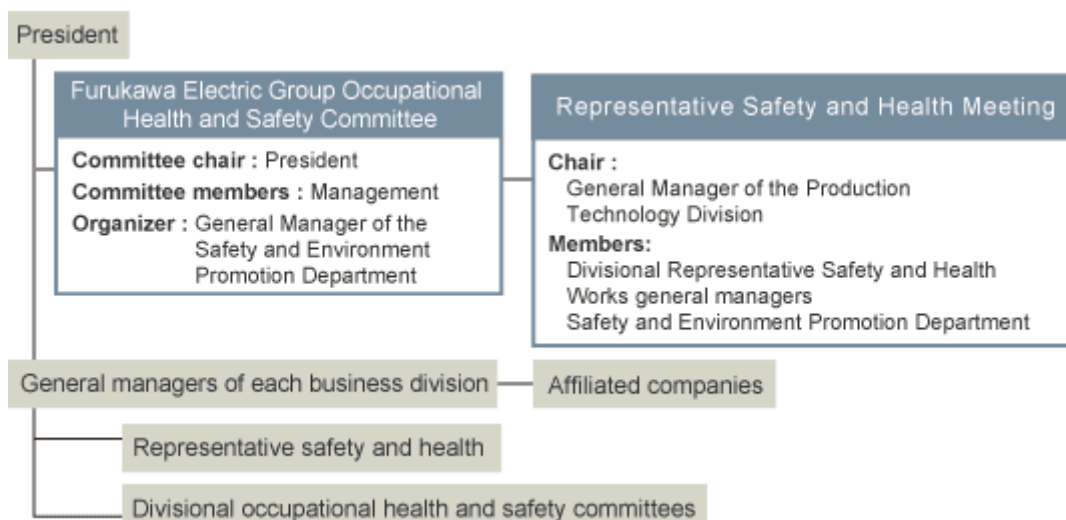 President
Furukawa Electric Group Occupational
Health and Safety Committee
Committee chair : President
Committee members : Management
Organizer : General Manager of the
Safety and Environment
Promotion Department
Representative Safety and Health Meeting
Chair :
General Manager of the Production
Technology Division
Members:
Divisional Representative Safety and Health
Works general managers
Safety and Environment Promotion Department
General managers of each business division
Affiliated companies
Representative safety and health
Divisional occupational health and safety committees